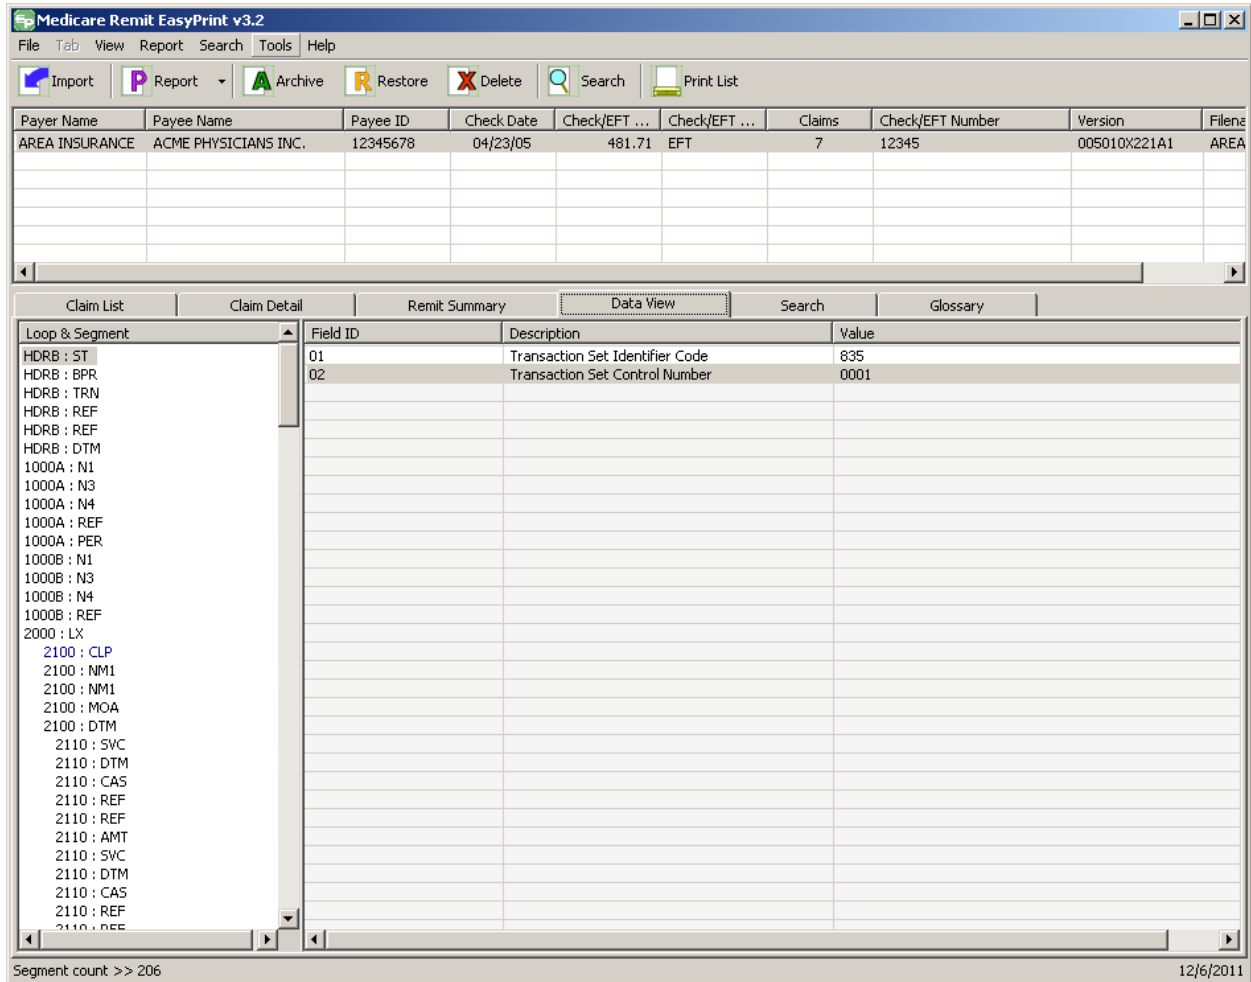 Medicare Remit EasyPrint v3.2
File Tab View Report Search Tools Help
Import Report Archive Restore Delete Search Print List
Payer Name Payee Name Payee ID Check Date Check/EFT ... Check/EFT ... Claims Check/EFT Number Version Filena
AREA INSURANCE ACME PHYSICIANS INC. 12345678 04/23/05 481.71 EFT 7 12345 005010X221A1 AREA
Claim List Claim Detail Remit Summary Data View Search Glossary
Loop & Segment Field ID Description Value
HDRB : ST 01 Transaction Set Identifier Code 835
HDRB : BPR 02 Transaction Set Control Number 0001
HDRB : TRN
HDRB : REF
HDRB : REF
HDRB : DTM
1000A : N1
1000A : N3
1000A : N4
1000A : REF
1000A : PER
1000B : N1
1000B : N3
1000B : N4
1000B : REF
2000 : LX
2100 : CLP
2100 : NM1
2100 : NM1
2100 : MOA
2100 : DTM
2110 : SVC
2110 : DTM
2110 : CAS
2110 : REF
2110 : REF
2110 : AMT
2110 : SVC
2110 : DTM
2110 : CAS
2110 : REF
2110 : REF
Segment count >> 206 12/6/2011